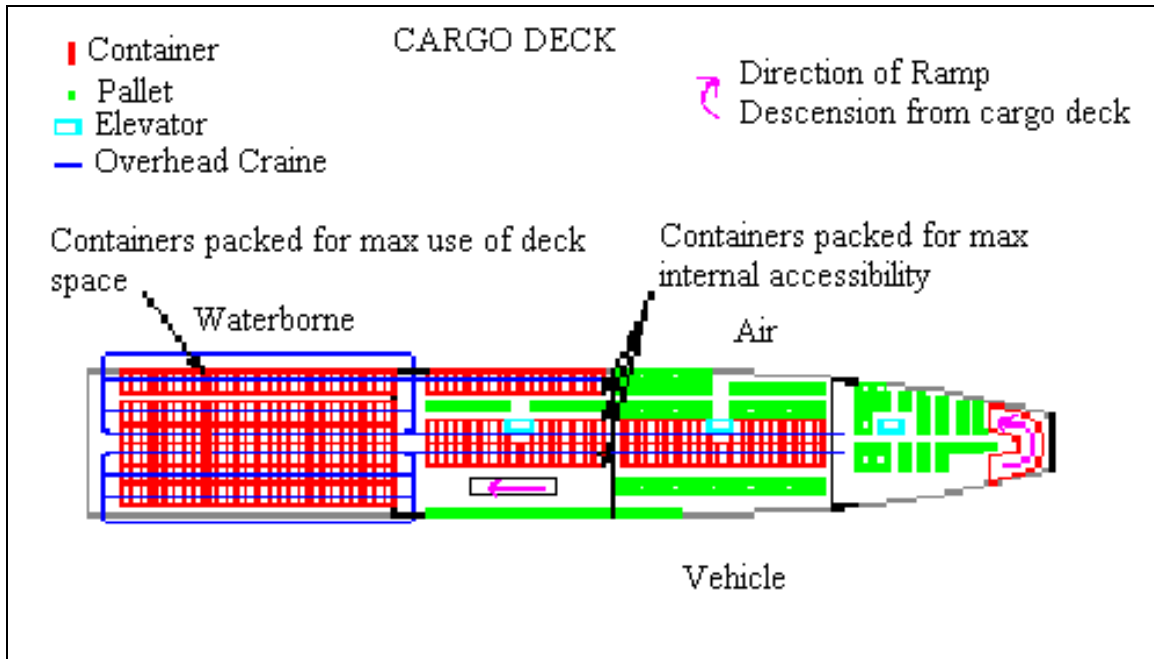 CARGO DECK
Container
Pallet
Elevator
Overhead Craine
Direction of Ramp
Descension from cargo deck
Containers packed for max use of deck
space
Containers packed for max
internal accessibility
Waterborne
Air
Vehicle